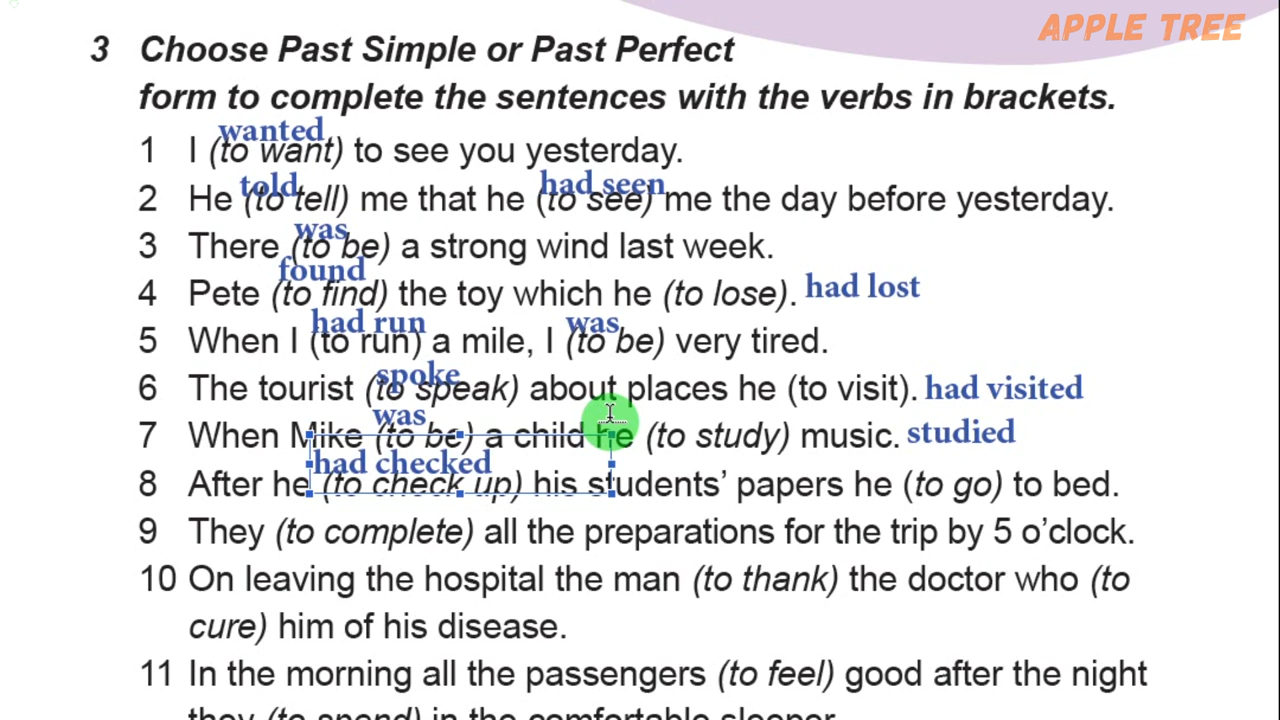 APPLE TREE
3 Choose Past Simple or Past Perfect
form to complete the sentences with the verbs in brackets.
wanted
1 I (to want) to see you yesterday.
told had seen
2 He (to tell) me that he (to see) me the day before yesterday.
was
3 There (to be) a strong wind last week.
found
4 Pete (to find) the toy which he (to lose). had lost
had run was
5 When I (to run) a mile, I (to be) very tired.
spoke
6 The tourist (to speak) about places he (to visit). had visited
was
7 When Mike (to be) a child he (to study) music. studied
had checked
8 After he (to check up) his students’ papers he (to go) to bed.
9 They (to complete) all the preparations for the trip by 5 o’clock.
10 On leaving the hospital the man (to thank) the doctor who (to
cure) him of his disease.
11 In the morning all the passengers (to feel) good after the night
they (to spend) in the comfortable sleeper.